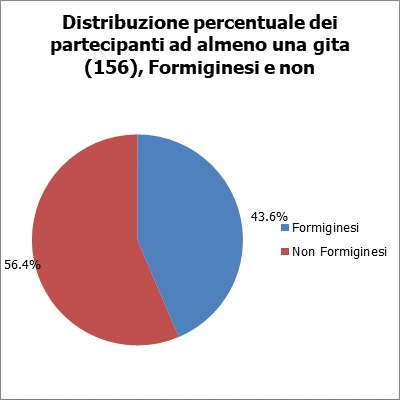 Distribuzione percentuale dei
partecipanti ad almeno una gita
(156), Formiginesi e non
43.6%
Formiginesi
Non Formiginesi
56.4%